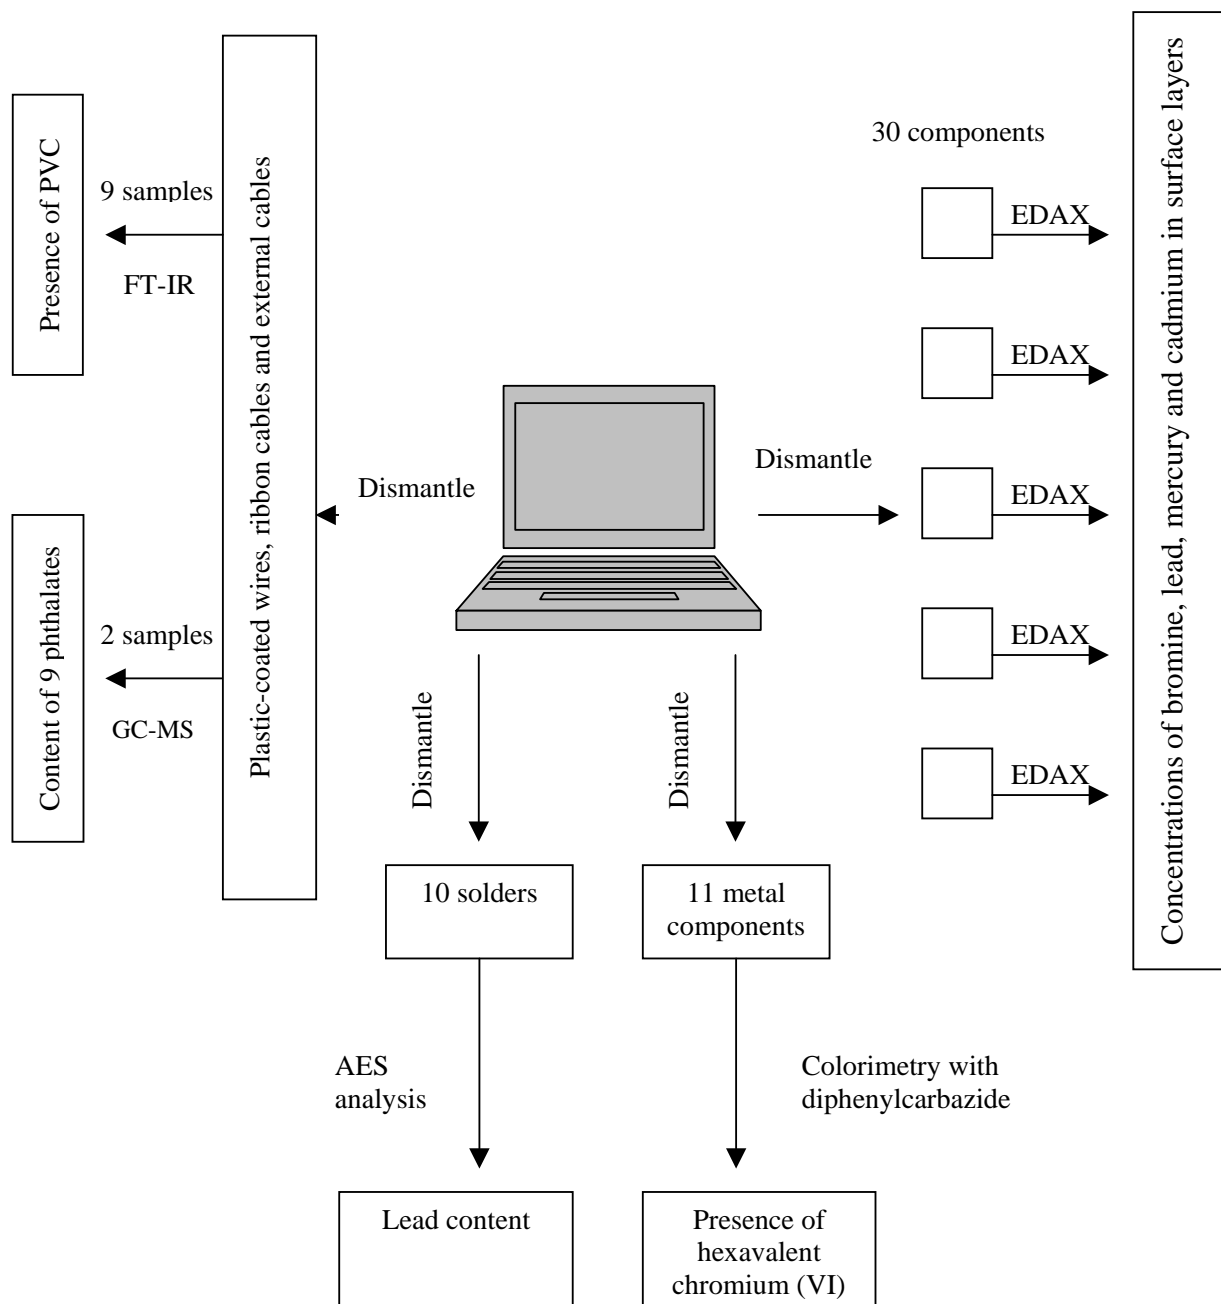 Presence of PVC
9 samples
FT-IR
Content of 9 phthalates
2 samples
GC-MS
Plastic-coated wires, ribbon cables and external cables
Dismantle
Dismantle
30 components
EDAX
EDAX
EDAX
EDAX
EDAX
Concentrations of bromine, lead, mercury and cadmium in surface layers
Dismantle
Dismantle
10 solders
11 metal
components
AES
analysis
Colorimetry with
diphenylcarbazide
Lead content
Presence of
hexavalent
chromium (VI)